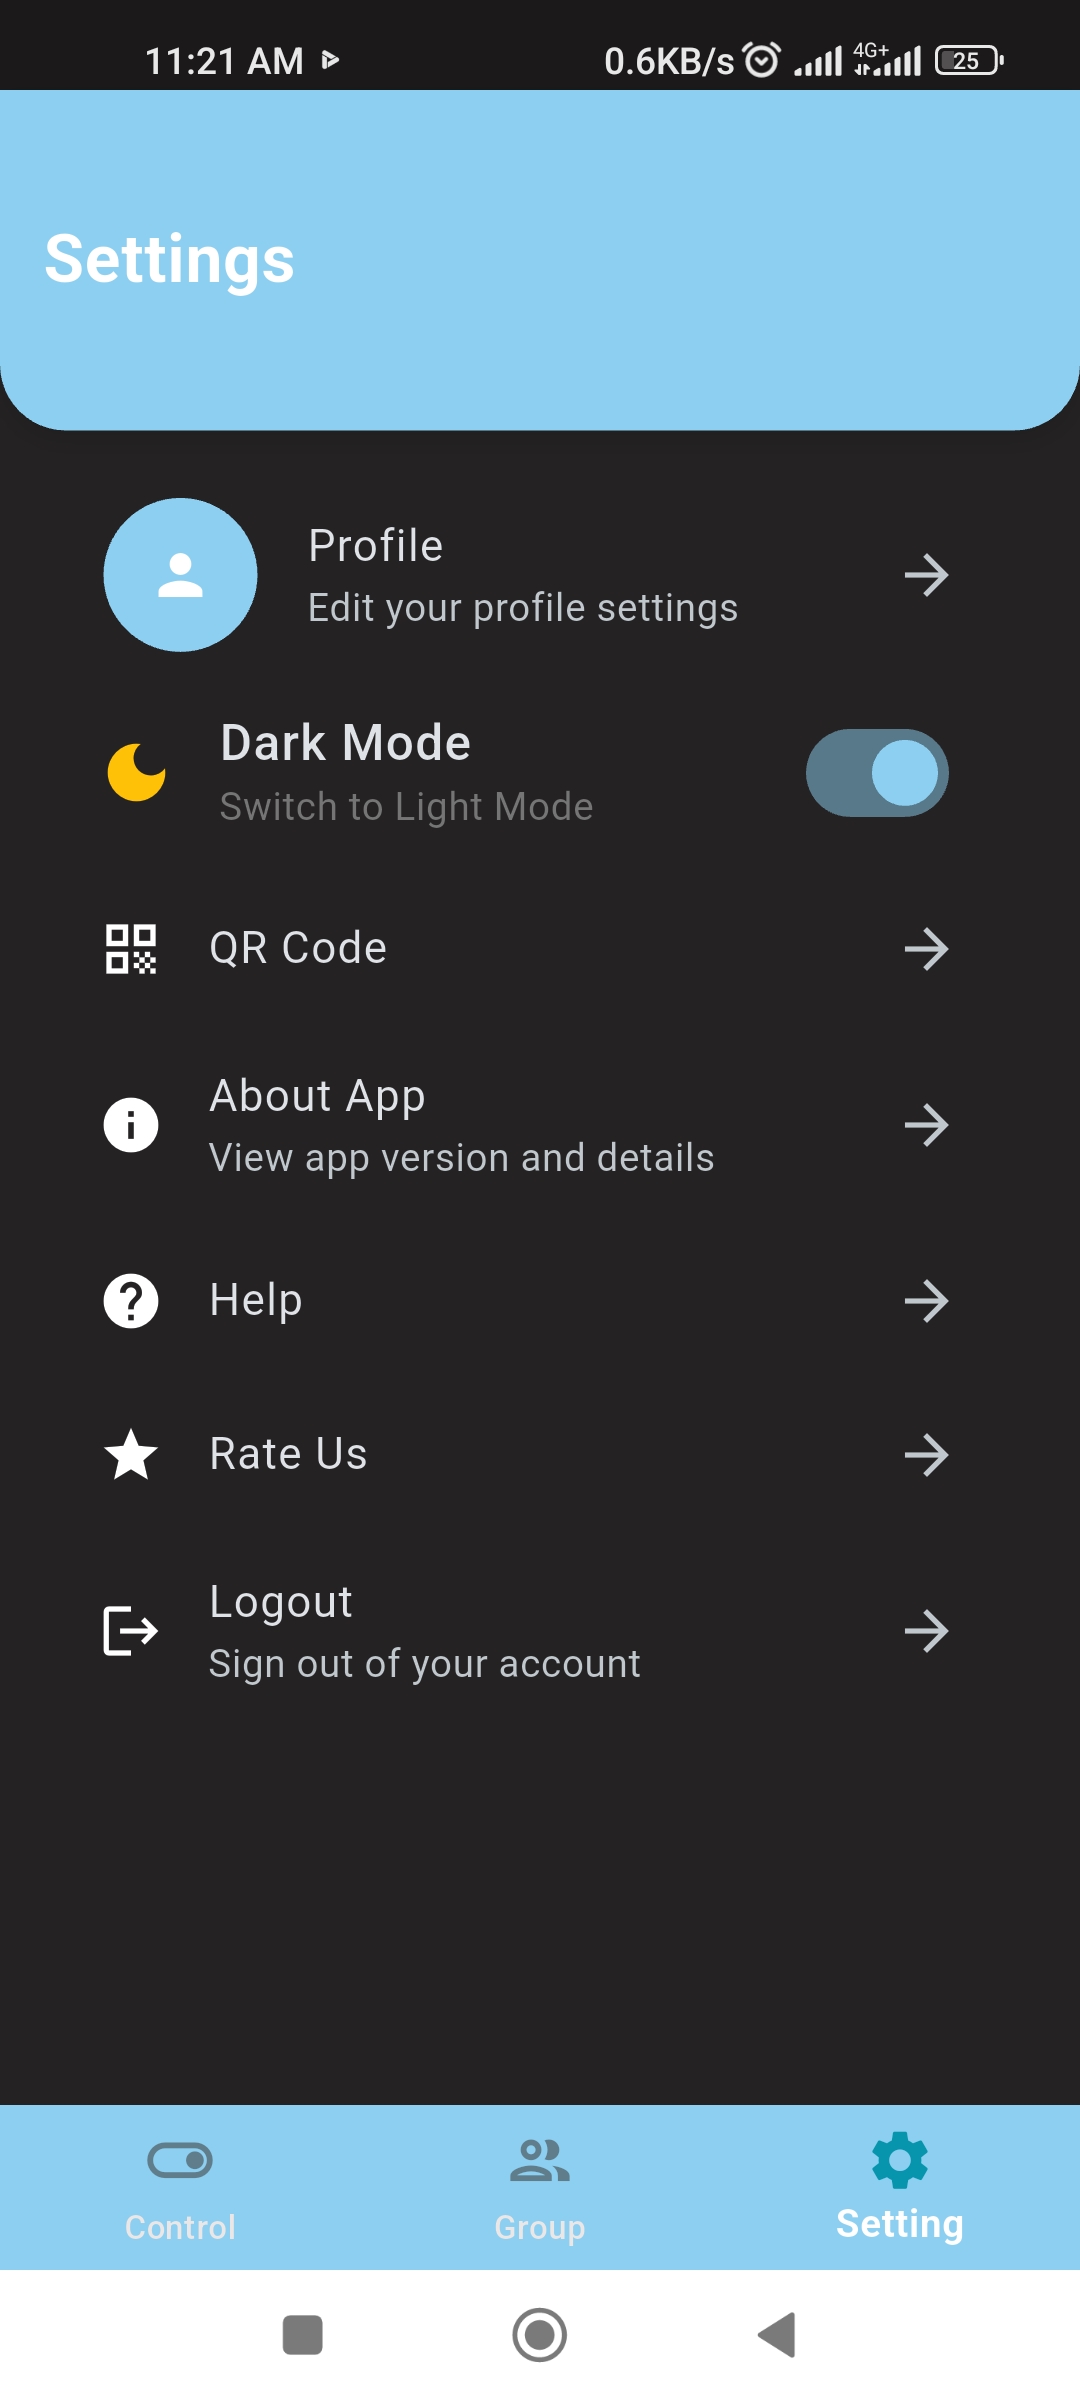 11:21 AM
0.6KB/s 4G+ 25
Settings
Profile
Edit your profile settings
Dark Mode
Switch to Light Mode
QR Code
About App
View app version and details
Help
Rate Us
Logout
Sign out of your account
Control
Group
Setting